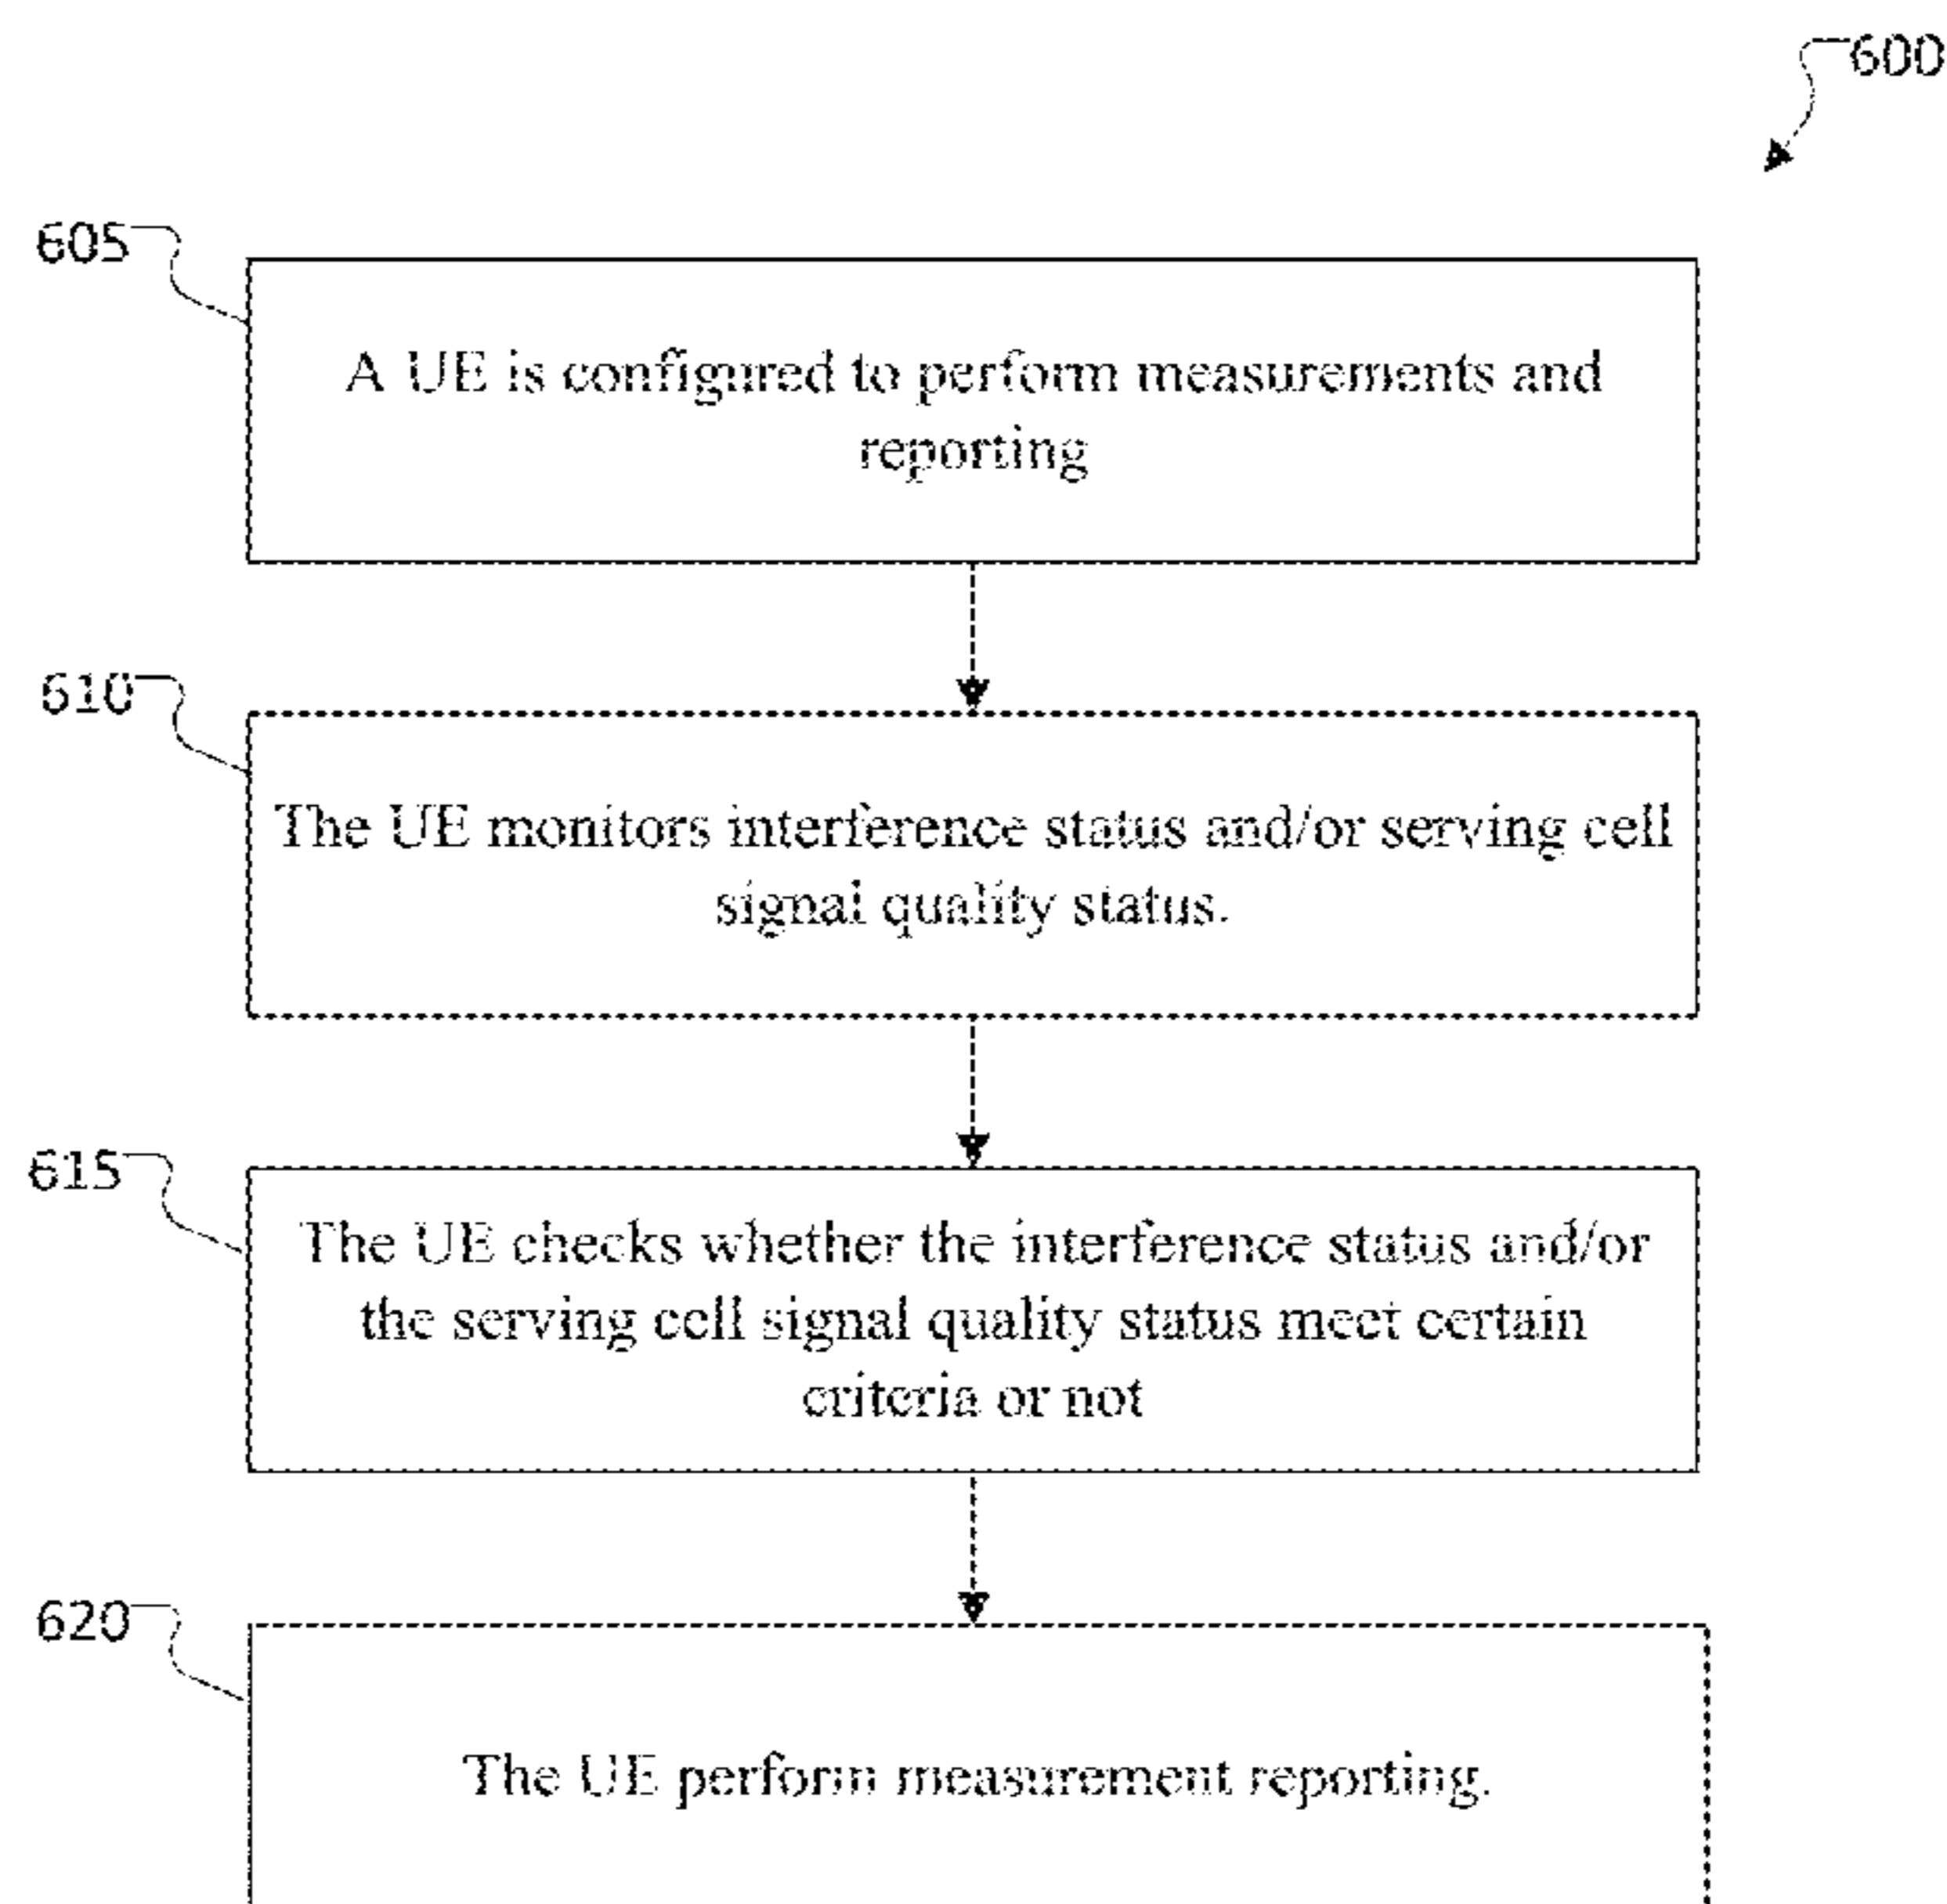 600
605
A UE is configured to perform measurements and
reporting
610
The UE monitors interference status and/or serving cell
signal quality status.
615
The UE checks whether the interference status and/or
the serving cell signal quality status meet certain
criteria or not
620
The UE perform measurement reporting.